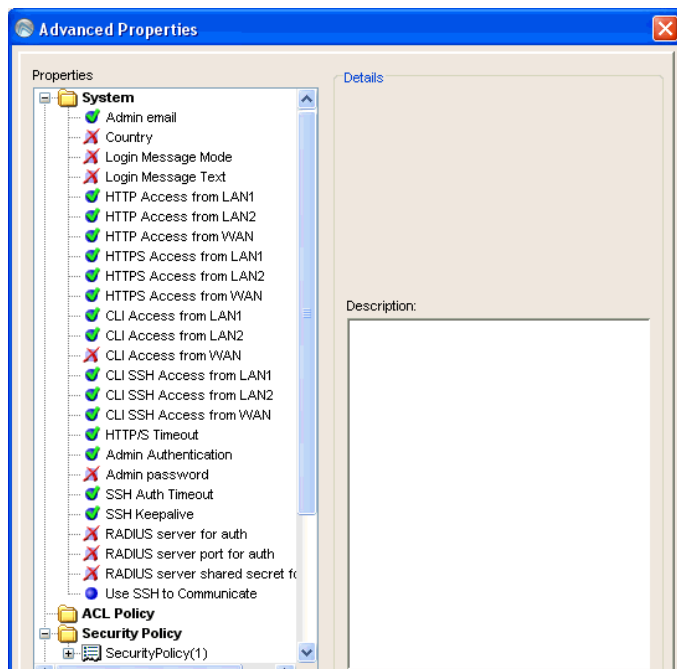 Advanced Properties
Properties
System
Admin email
Country
Login Message Mode
Login Message Text
HTTP Access from LAN1
HTTP Access from LAN2
HTTP Access from WAN
HTTPS Access from LAN1
HTTPS Access from LAN2
HTTPS Access from WAN
CLI Access from LAN1
CLI Access from LAN2
CLI Access from WAN
CLI SSH Access from LAN1
CLI SSH Access from LAN2
CLI SSH Access from WAN
HTTP/S Timeout
Admin Authentication
Admin password
SSH Auth Timeout
SSH Keepalive
RADIUS server for auth
RADIUS server port for auth
RADIUS server shared secret fo
Use SSH to Communicate
ACL Policy
Security Policy
SecurityPolicy(1)
Details
Description: